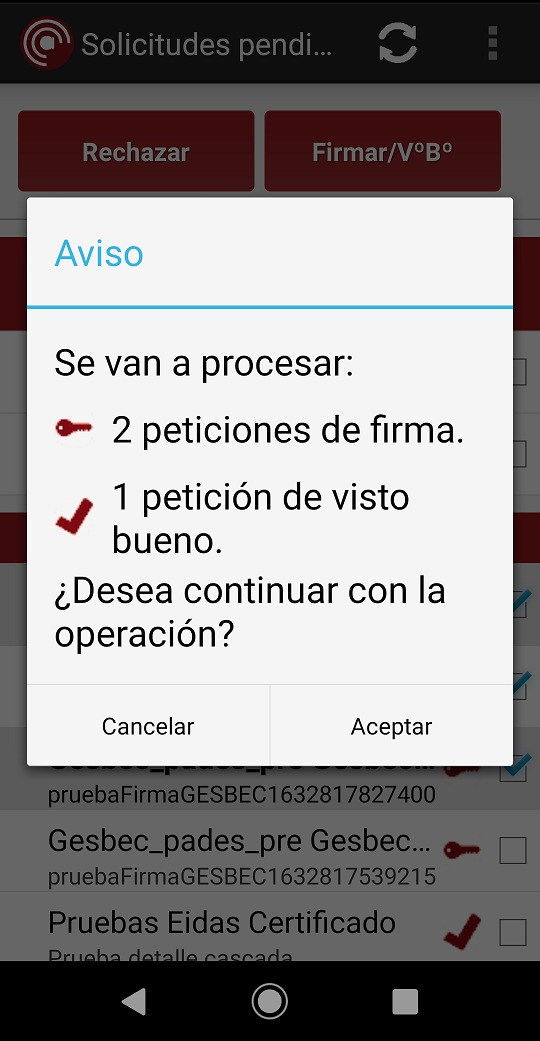 Solicitudes pendi...
Rechazar
Firmar/VºBº
Aviso
Se van a procesar:
2 peticiones de firma.
1 petición de visto
bueno.
¿Desea continuar con la
operación?
Cancelar
Aceptar
pruebaFirmaGESBEC1632817827400
Gesbec_pades_pre Gesbec...
pruebaFirmaGESBEC1632817539215
Pruebas Eidas Certificado
Prueba detalle cascada